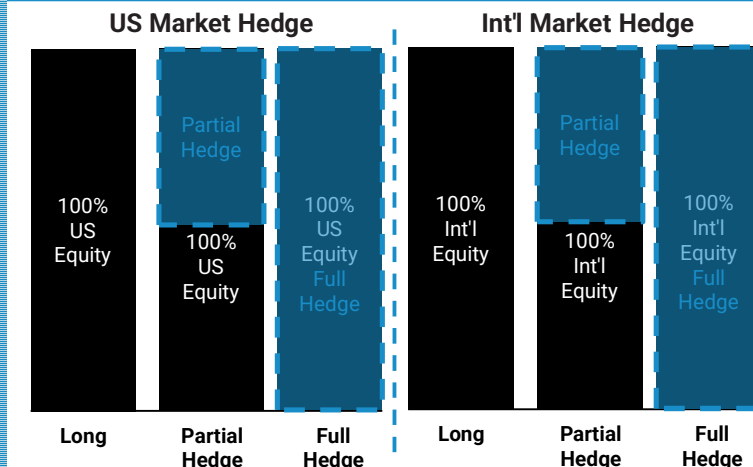 US Market Hedge
100%
US
Equity
Partial
Hedge
100%
US
Equity
100%
US
Equity
Full
Hedge
Long
Partial
Hedge
Full
Hedge
Int'l Market Hedge
100%
Int'l
Equity
Partial
Hedge
100%
Int'l
Equity
100%
Int'l
Equity
Full
Hedge
Long
Partial
Hedge
Full
Hedge